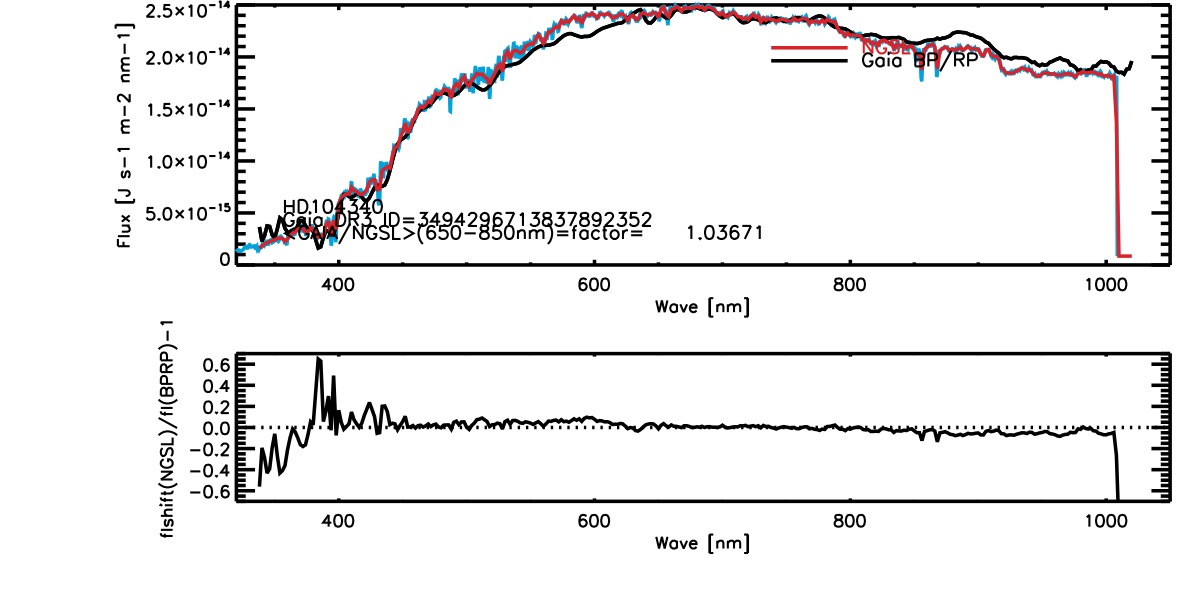 2.5×10−14
2.0×10−14
1.5×10−14
1.0×10−14
5.0×10−15
0
Flux [J s−1 m−2 nm−1]
NGSL
Gaia BP/RP
HD104340
Gaia DR3 ID=3494296713837892352
<GAIA/NGSL>(650−850nm)=factor= 1.03671
400 600 800 1000
Wave [nm]
flshift(NGSL)/fl(BPRP)−1
0.6
0.4
0.2
0.0
−0.2
−0.4
−0.6
400 600 800 1000
Wave [nm]